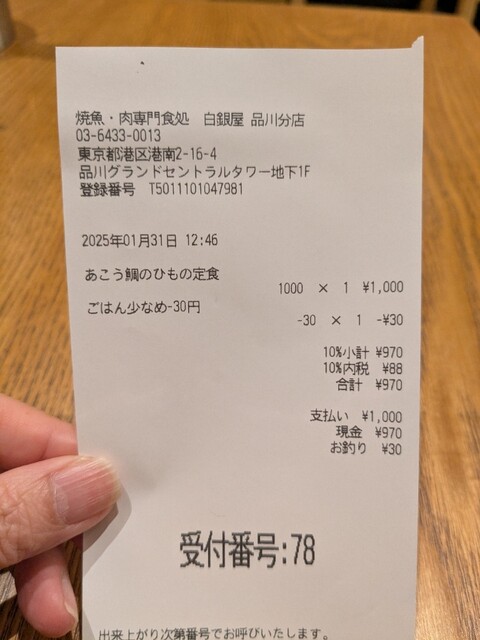 焼魚・肉専門食処 白銀屋 品川分店
03-6433-0013
東京都港区港南2-16-4
品川グランドセントラルタワー地下1F
登録番号 T5011101047981
2025年01月31日 12:46
あこう鯛のひもの定食
1000 × 1 ¥1,000
ごはん少なめ-30円
-30 × 1 -¥30
10%小計 ¥970
10%内税 ¥88
合計 ¥970
支払い ¥1,000
現金 ¥970
お釣り ¥30
受付番号:78
出来上がり次第番号でお呼びいたします。